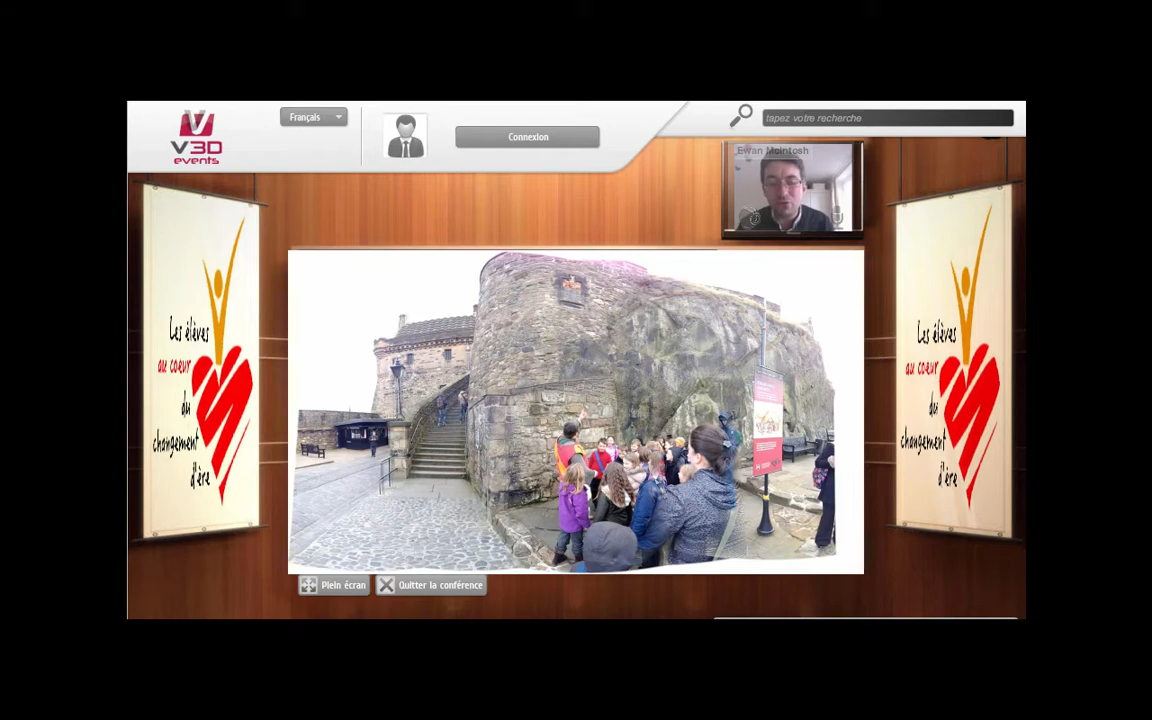 V3D
events
Français
Connexion
tapez votre recherche
Ewan Mcintosh
Les élèves
au coeur
du
changement
d'ère
Les élèves
au coeur
du
changement
d'ère
Plein écran
Quitter la conférence